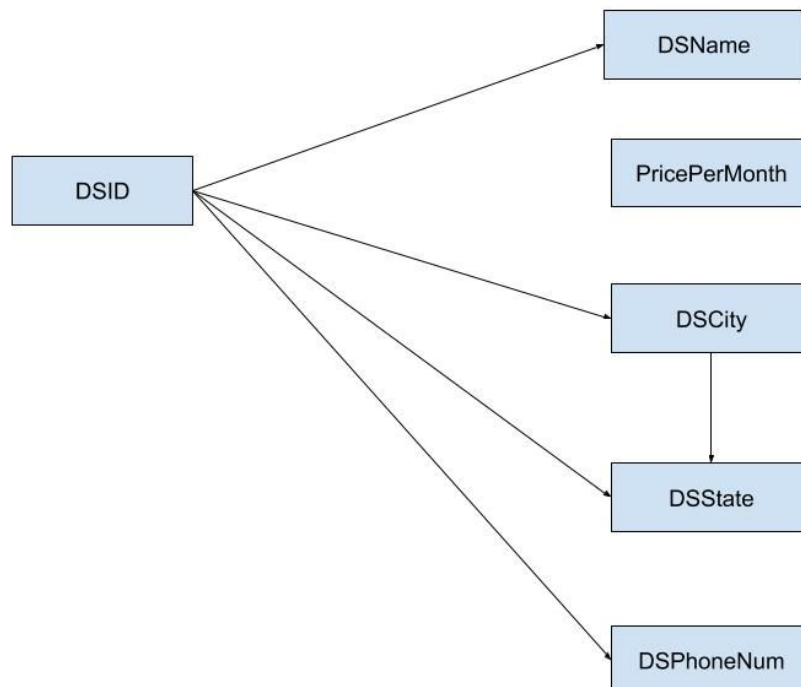 DSName
DSID
PricePerMonth
DSCity
DSState
DSPhoneNum